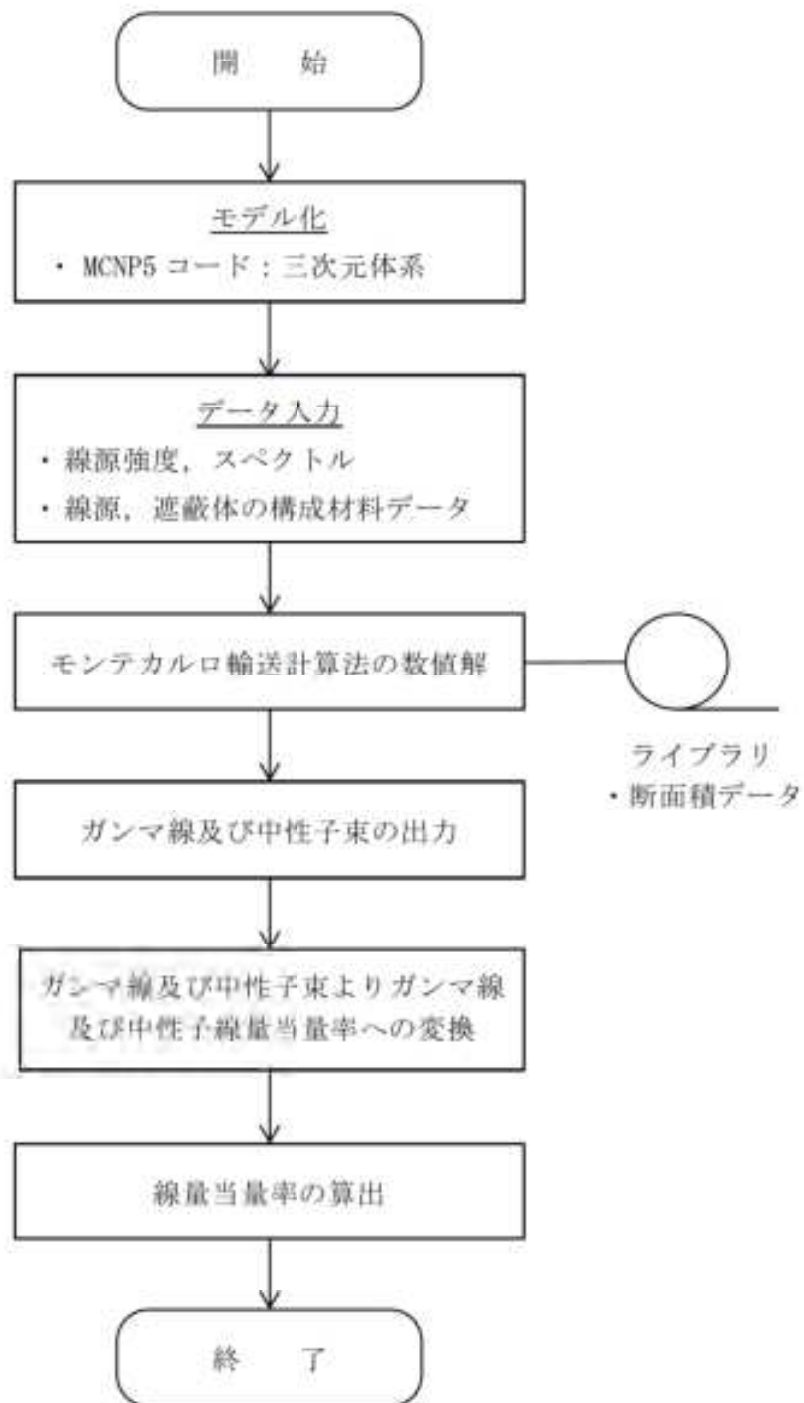 開 始
モデル化
・ MCNP5 コード：三次元体系
データ入力
・線源強度，スペクトル
・線源，遮蔽体の構成材料データ
モンテカルロ輸送計算法の数値解
ライブラリ
・断面積データ
ガンマ線及び中性子束の出力
ガンマ線及び中性子束よりガンマ線
及び中性子線量当量率への変換
線量当量率の算出
終 了